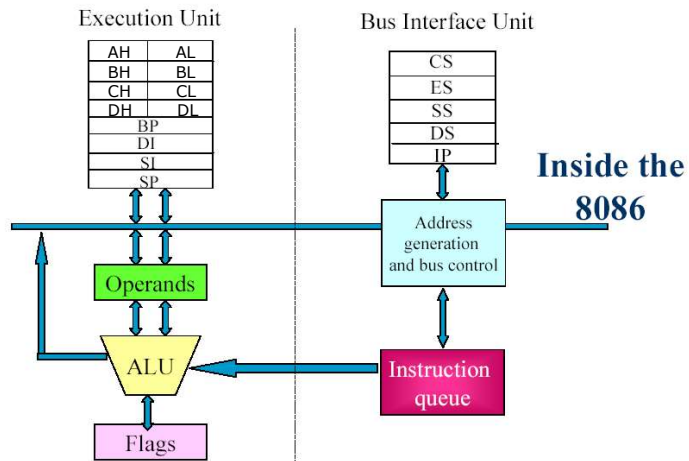 Execution Unit
Bus Interface Unit
AH AL
BH BL
CH CL
DH DL
BP
DI
SI
SP
CS
ES
SS
DS
IP
Inside the
8086
Address
generation
and bus control
Operands
ALU
Instruction
queue
Flags